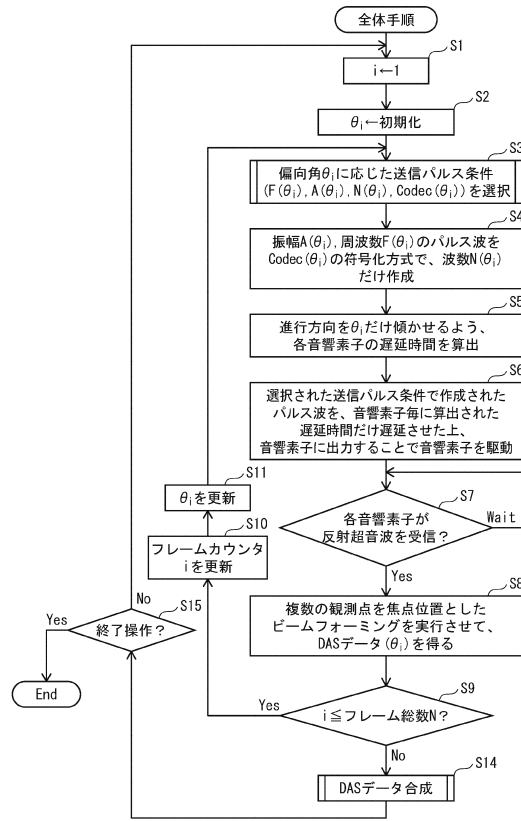 全体手順
S1
i←1
S2
θi←初期化
S3
偏向角θiに応じた送信パルス条件
(F(θi),A(θi),N(θi),Codec(θi))を選択
S4
振幅A(θi),周波数F(θi)のパルス波を
Codec(θi)の符号化方式で、波数N(θi)
だけ作成
S5
進行方向をθiだけ傾かせるよう、
各音響素子の遅延時間を算出
S6
選択された送信パルス条件で作成された
パルス波を、音響素子毎に算出された
遅延時間だけ遅延させた上、
音響素子に出力することで音響素子を駆動
S11
θiを更新
S7
各音響素子が
反射超音波を受信?
Wait
S10
フレームカウンタ
iを更新
Yes
S8
複数の観測点を焦点位置とした
ビームフォーミングを実行させて、
DASデータ(θi)を得る
No
S15
Yes
終了操作?
End
S9
Yes
i≦フレーム総数N?
No
S14
DASデータ合成